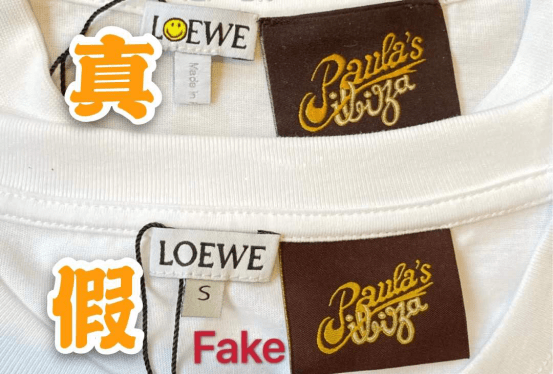 真
LOEWE
Made in
Paula's
Ibiza
假
LOEWE
S
Fake
Paula's
Ibiza